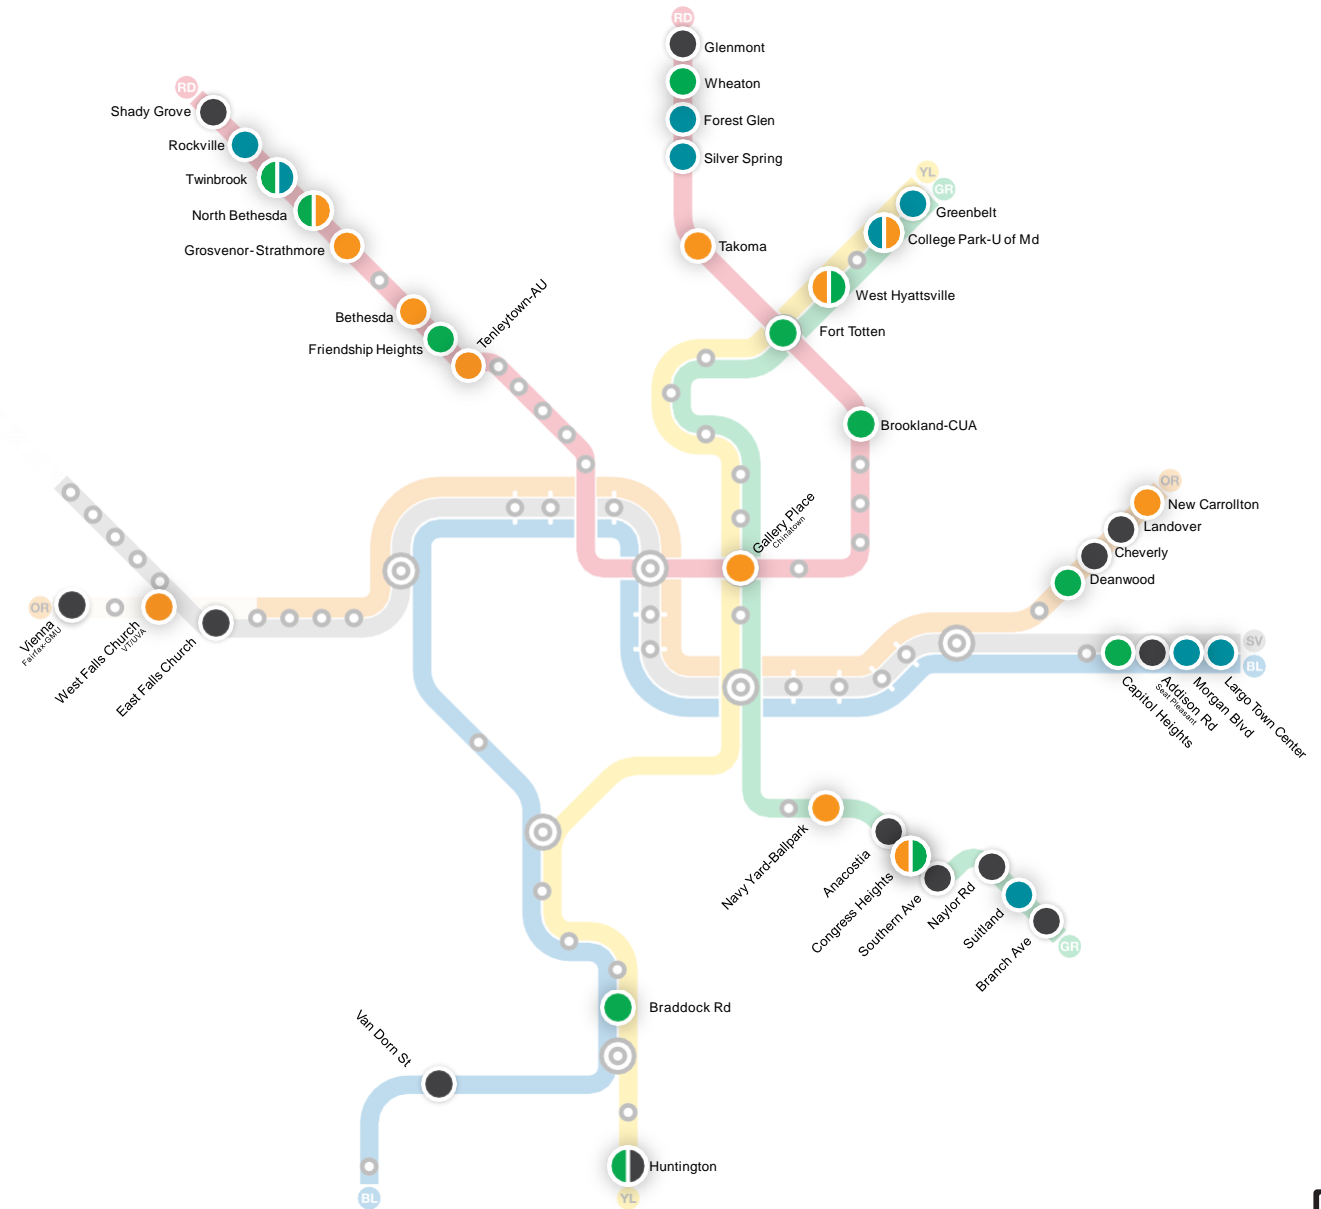 RD
Glenmont
Wheaton
Forest Glen
Silver Spring
Takoma
RD
Shady Grove
Rockville
Twinbrook
North Bethesda
Grosvenor-Strathmore
Bethesda
Friendship Heights
Tenleytown-AU
YL
GR
Greenbelt
College Park-U of Md
West Hyattsville
Fort Totten
Brookland-CUA
Gallery Place
Chinatown
OR
New Carrollton
Landover
Cheverly
Deanwood
OR
Vienna
Fairfax-GMU
West Falls Church
VT/UVA
East Falls Church
SV
BL
Capitol Heights
Addison Rd
Seat Pleasant
Morgan Blvd
Largo Town Center
Navy Yard-Ballpark
Anacostia
Congress Heights
Southern Ave
Naylor Rd
Suitland
Branch Ave
GR
Braddock Rd
Van Dorn St
Huntington
BL
YL